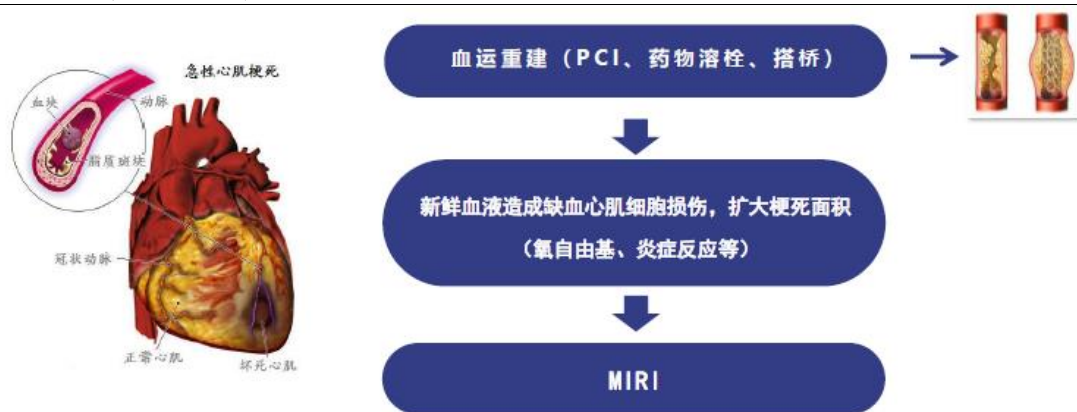 急性心肌梗死
血块
动脉
脂质斑块
冠状动脉
正常心肌
坏死心肌
血运重建（PCI、药物溶栓、搭桥）
新鲜血液造成缺血心肌细胞损伤，扩大梗死面积
（氧自由基、炎症反应等）
MIRI